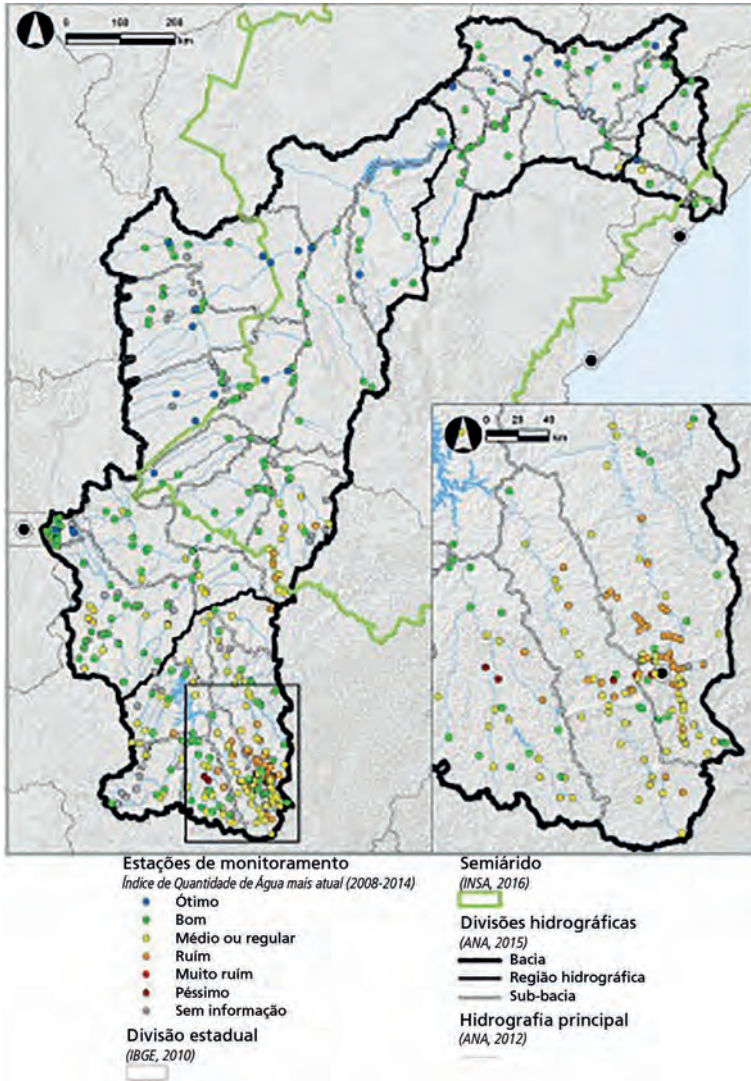 0 100 200
km
0 25 40
km
Estações de monitoramento
Índice de Quantidade de Água mais atual (2008-2014)
Ótimo
Bom
Médio ou regular
Ruím
Muito ruím
Péssimo
Sem informação
Divisão estadual
(IBGE, 2010)
Semiárido
(INSA, 2016)
Divisões hidrográficas
(ANA, 2015)
Bacia
Região hidrográfica
Sub-bacia
Hidrografia principal
(ANA, 2012)